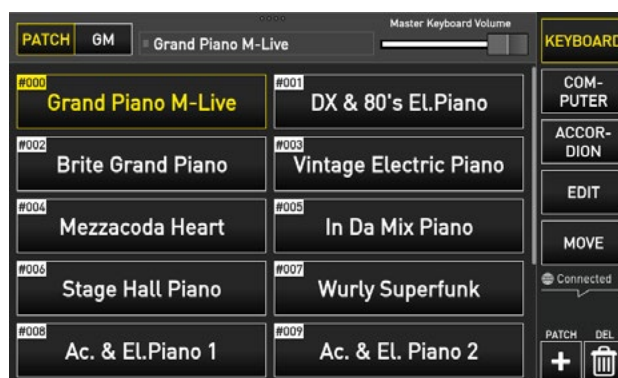 Master Keyboard Volume
PATCH GM Grand Piano M-Live
KEYBOARD
#000 Grand Piano M-Live
#001 DX & 80's El.Piano
COM-
PUTER
#002 Brite Grand Piano
#003 Vintage Electric Piano
ACCOR-
DION
#004 Mezzacoda Heart
#005 In Da Mix Piano
EDIT
MOVE
#006 Stage Hall Piano
#007 Wurly Superfunk
Connected
#008 Ac. & El.Piano 1
#009 Ac. & El. Piano 2
PATCH DEL
+